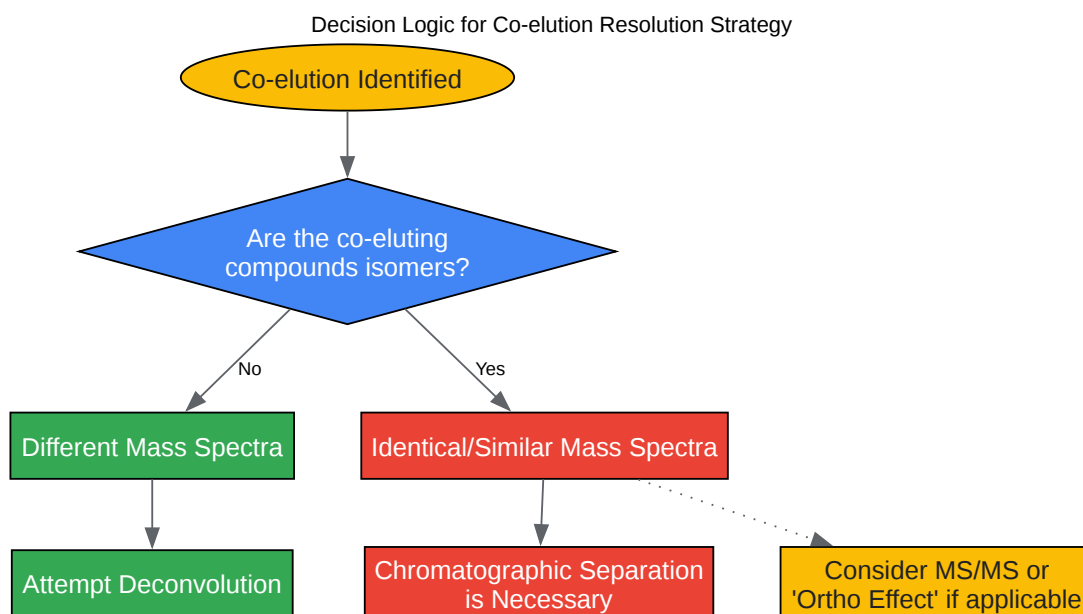 Decision Logic for Co-elution Resolution Strategy
Co-elution Identified
Are the co-eluting
compounds isomers?
No
Yes
Different Mass Spectra
Identical/Similar Mass Spectra
Attempt Deconvolution
Chromatographic Separation
is Necessary
Consider MS/MS or
'Ortho Effect' if applicable